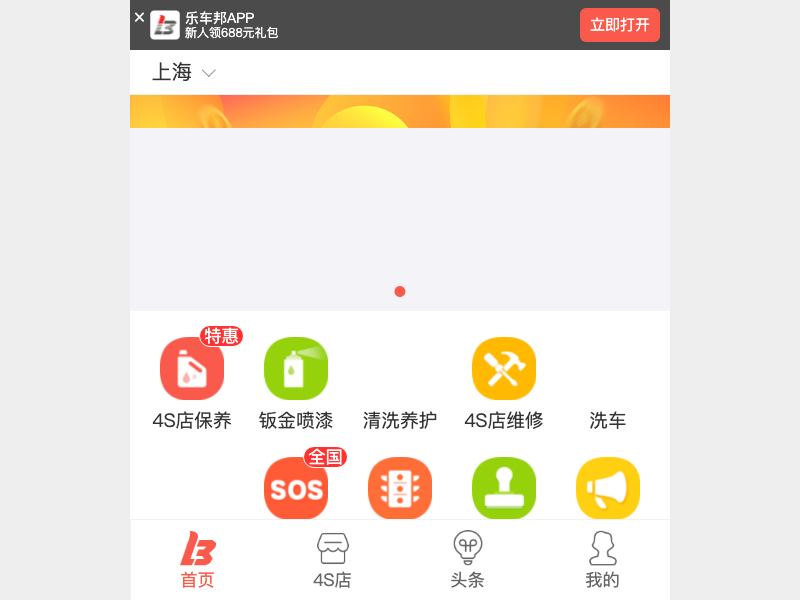 乐车邦APP
新人领688元礼包
立即打开
上海
特惠
4S店保养
钣金喷漆
清洗养护
4S店维修
洗车
全国
SOS
首页
4S店
头条
我的